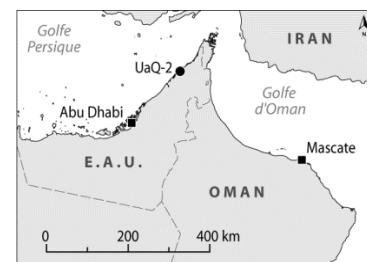 Golfe
Persique
IRAN
N
UaQ-2
Golfe
d'Oman
Abu Dhabi
Mascate
E.A.U.
OMAN
0 200 400 km